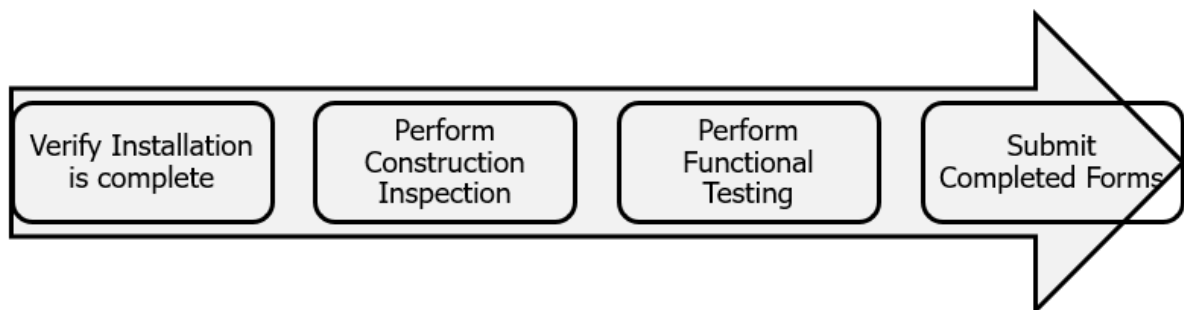 Verify Installation
is complete
Perform
Construction
Inspection
Perform
Functional
Testing
Submit
Completed Forms